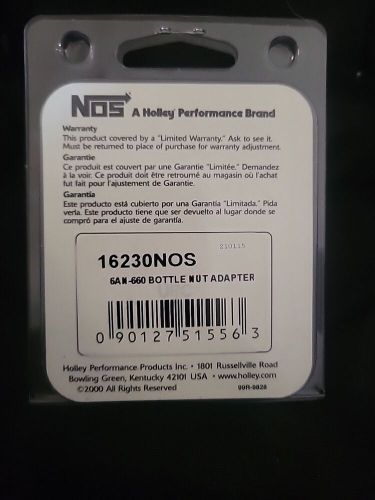 NOS A Holley Performance Brand
Warranty
This product covered by a "Limited Warranty." Ask to see it.
Must be returned to place of purchase for warranty adjustment.
Garantie
Ce produit est couvert par une Garantie "Limitée." Demandez
à la voir. Ce produit doit être retourné au magasin où l'achat
fut fait pour l'ajustement de Garantie.
Garantía
Este producto está cubierto por una Garantía "Limitada." Pida
verla. Este producto tiene que ser devuelto al lugar donde se
compró para el ajuste de garantía.
210115
16230NOS
6AN-660 BOTTLE NUT ADAPTER
0 90127 51556 3
Holley Performance Products Inc. • 1801 Russellville Road
Bowling Green, Kentucky 42101 USA • www.holley.com
©2000 All Rights Reserved
99R-9828